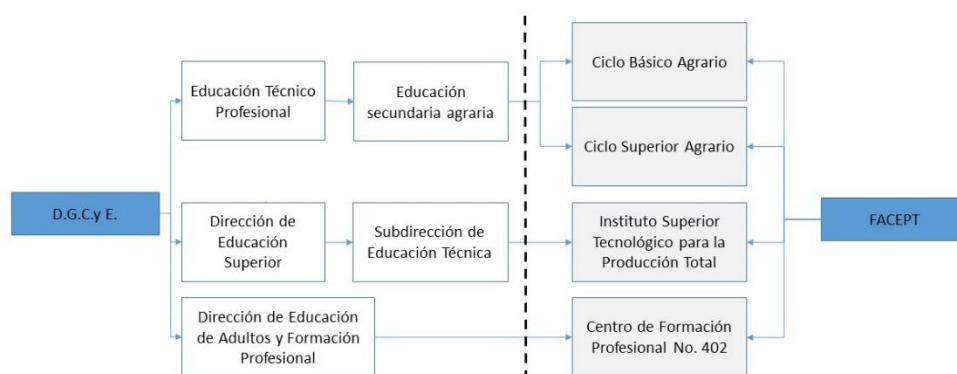 Ciclo Básico Agrario
Educación Técnico
Profesional
Educación
secundaria agraria
Ciclo Superior Agrario
D.G.C.y E.
Dirección de
Educación
Superior
Subdirección de
Educación Técnica
Instituto Superior
Tecnológico para la
Producción Total
FACEPT
Dirección de Educación
de Adultos y Formación
Profesional
Centro de Formación
Profesional No. 402